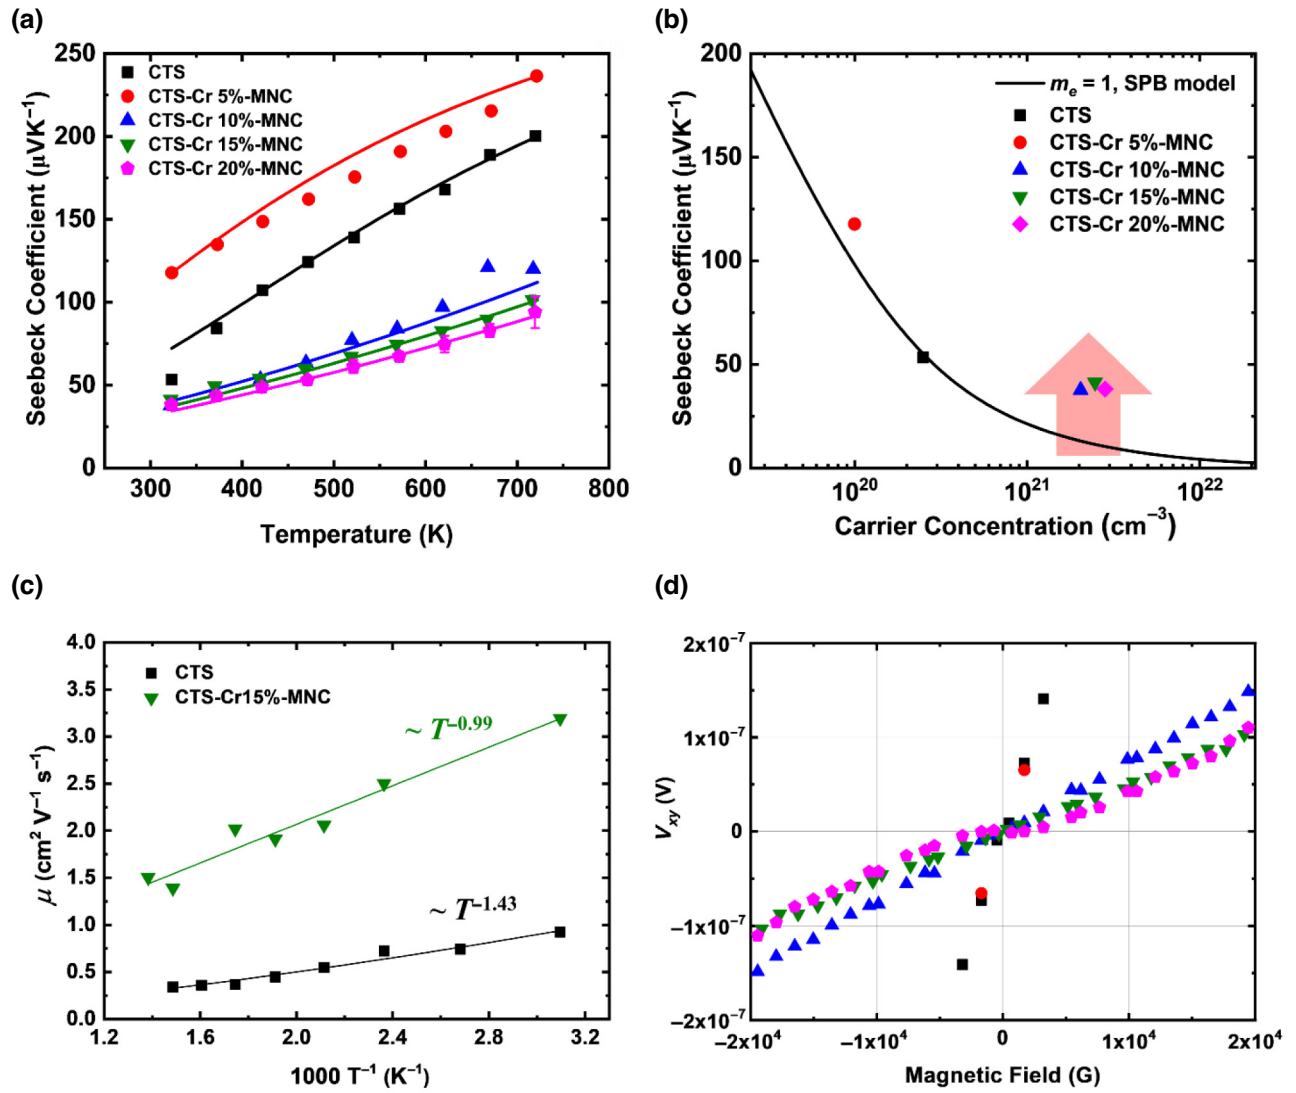 (a)
250
200
150
100
50
0
300
400
500
600
700
800
Seebeck Coefficient (μVK⁻¹)
Temperature (K)
CTS
CTS-Cr 5%-MNC
CTS-Cr 10%-MNC
CTS-Cr 15%-MNC
CTS-Cr 20%-MNC
(b)
200
150
100
50
0
10²⁰
10²¹
10²²
Seebeck Coefficient (μVK⁻¹)
Carrier Concentration (cm⁻³)
mₑ = 1, SPB model
CTS
CTS-Cr 5%-MNC
CTS-Cr 10%-MNC
CTS-Cr 15%-MNC
CTS-Cr 20%-MNC
(c)
4.0
3.5
3.0
2.5
2.0
1.5
1.0
0.5
0.0
1.2
1.6
2.0
2.4
2.8
3.2
μ (cm² V⁻¹ s⁻¹)
1000 T⁻¹ (K⁻¹)
CTS
CTS-Cr15%-MNC
~ T⁻⁰·⁹⁹
~ T⁻¹·⁴³
(d)
2x10⁻⁷
1x10⁻⁷
0
−1x10⁻⁷
−2x10⁻⁷
−2x10⁴
−1x10⁴
0
1x10⁴
2x10⁴
Vxy (V)
Magnetic Field (G)